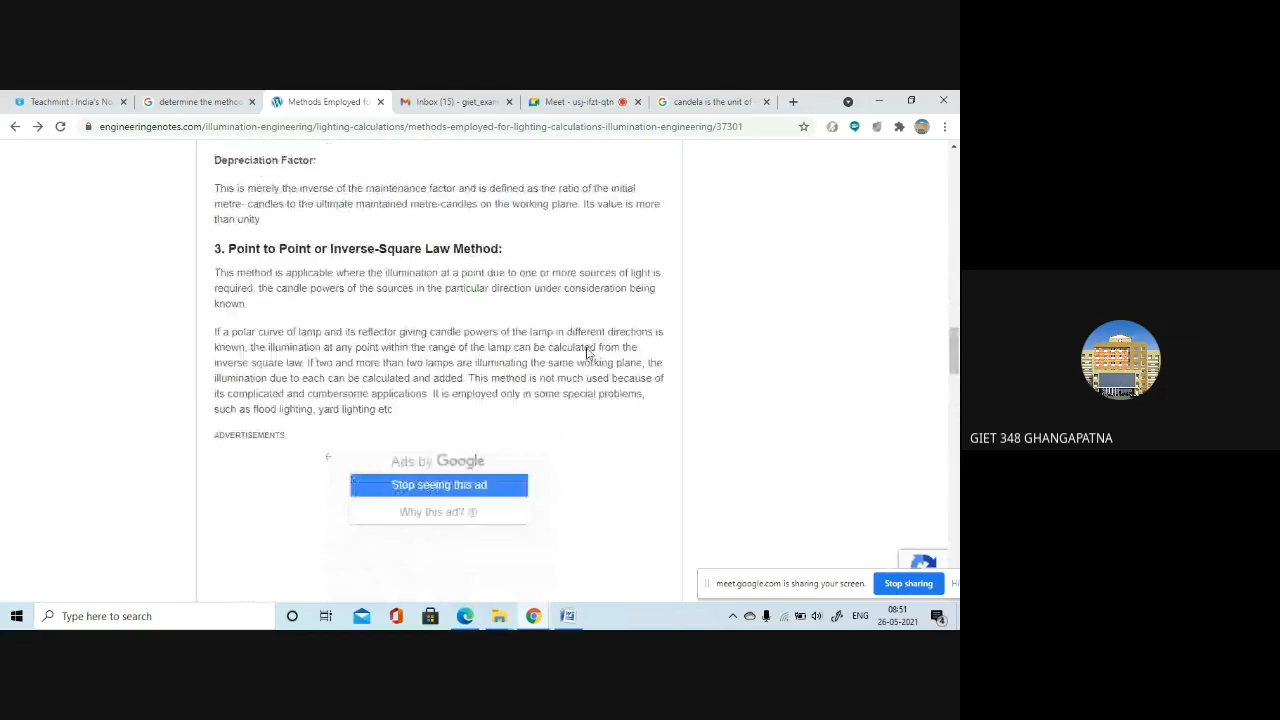 Teachmint : India's No
determine the metho
Methods Employed fo
Inbox (15) - giet_exa
Meet - usj-ifzt-qtn
candela is the unit of
engineeringnotes.com/illumination-engineering/lighting-calculations/methods-employed-for-lighting-calculations-illumination-engineering/37301
Depreciation Factor:
This is merely the inverse of the maintenance factor and is defined as the ratio of the initial
metre- candles to the ultimate maintained metre-candles on the working plane. Its value is more
than unity.
3. Point to Point or Inverse-Square Law Method:
This method is applicable where the illumination at a point due to one or more sources of light is
required, the candle powers of the sources in the particular direction under consideration being
known.
If a polar curve of lamp and its reflector giving candle powers of the lamp in different directions is
known, the illumination at any point within the range of the lamp can be calculated from the
inverse square law. If two and more than two lamps are illuminating the same working plane, the
illumination due to each can be calculated and added. This method is not much used because of
its complicated and cumbersome applications. It is employed only in some special problems,
such as flood lighting, yard lighting etc.
ADVERTISEMENTS:
Ads by Google
Stop seeing this ad
Why this ad?
GIET 348 GHANGAPATNA
meet.google.com is sharing your screen.
Stop sharing
Hi
Type here to search
ENG
08:51
26-05-2021
4